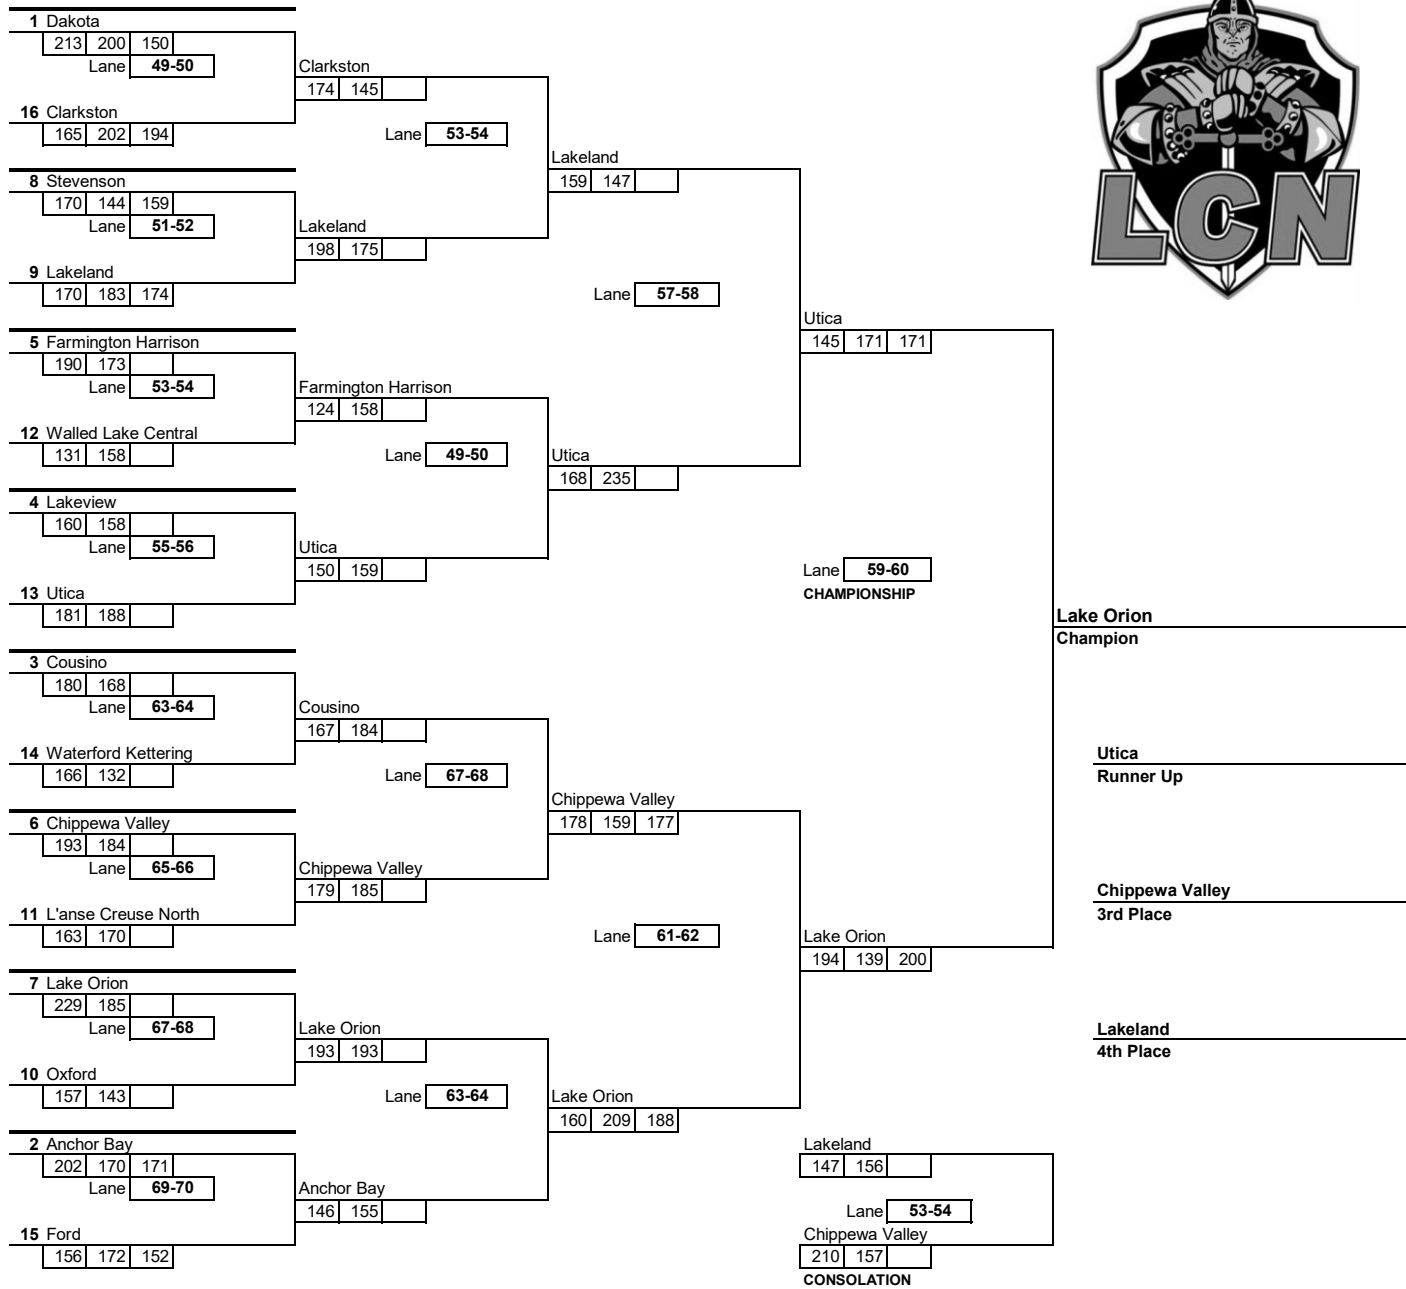 1 Dakota
213 200 150
Lane 49-50
Clarkston
174 145
16 Clarkston
165 202 194
Lane 53-54
Lakeland
159 147
8 Stevenson
170 144 159
Lane 51-52
Lakeland
198 175
9 Lakeland
170 183 174
Lane 57-58
LCN
Utica
145 171 171
5 Farmington Harrison
190 173
Lane 53-54
Farmington Harrison
124 158
12 Walled Lake Central
131 158
Lane 49-50
Utica
168 235
4 Lakeview
160 158
Lane 55-56
Utica
150 159
13 Utica
181 188
Lane 59-60
CHAMPIONSHIP
Lake Orion
Champion
3 Cousino
180 168
Lane 63-64
Cousino
167 184
14 Waterford Kettering
166 132
Lane 67-68
Utica
Runner Up
Chippewa Valley
178 159 177
6 Chippewa Valley
193 184
Lane 65-66
Chippewa Valley
179 185
11 L'anse Creuse North
163 170
Lane 61-62
Chippewa Valley
3rd Place
Lake Orion
194 139 200
7 Lake Orion
229 185
Lane 67-68
Lake Orion
193 193
Lakeland
4th Place
10 Oxford
157 143
Lane 63-64
Lake Orion
160 209 188
2 Anchor Bay
202 170 171
Lane 69-70
Anchor Bay
146 155
15 Ford
156 172 152
Lakeland
147 156
Lane 53-54
Chippewa Valley
210 157
CONSOLATION